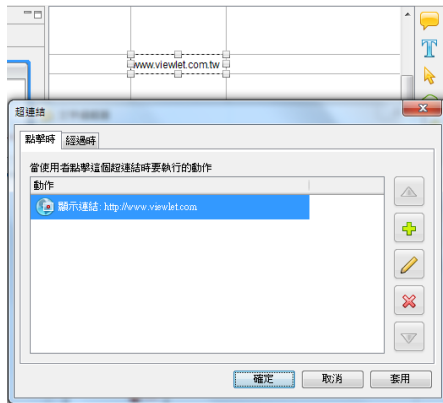 www.viewlet.com.tw
T
超連結
點擊時 經過時
當使用者點擊這個超連結時要執行的動作
動作
顯示連結: http://www.viewlet.com
確定 取消 套用